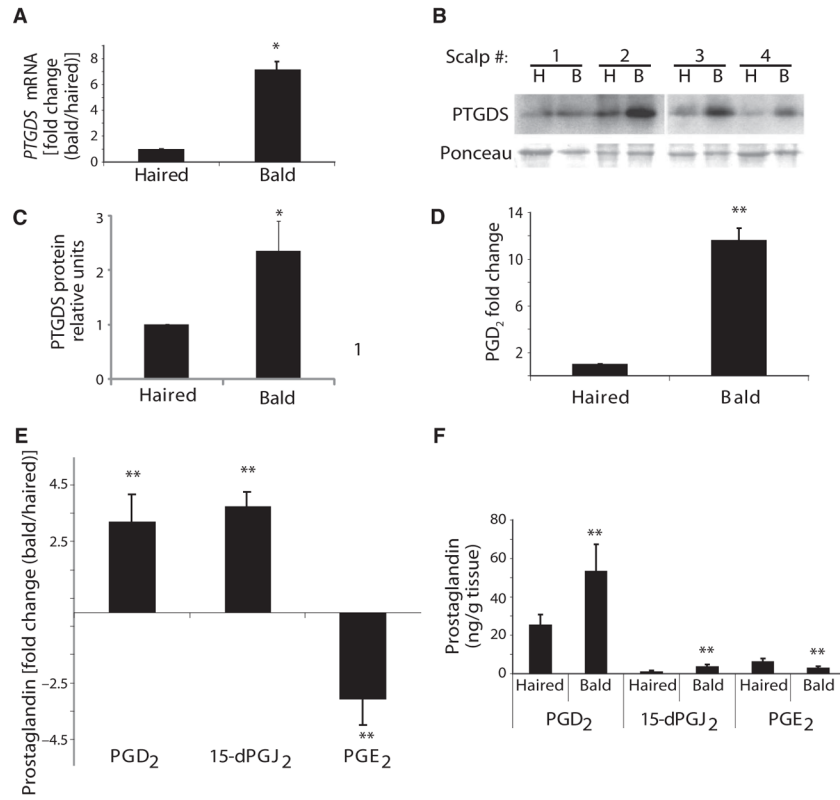 A
PTGDS mRNA
[fold change
(bald/haired)]
8
6
4
2
0
*
Haired
Bald
B
Scalp #: 1 2 3 4
H B H B H B H B
PTGDS
Ponceau
C
PTGDS protein
relative units
3
2
1
0
*
Haired
Bald
1
D
PGD2 fold change
14
10
6
2
**
Haired
Bald
E
Prostaglandin [fold change (bald/haired)]
4.5
2.5
−2.5
−4.5
**
**
**
PGD2
15-dPGJ2
PGE2
F
Prostaglandin
(ng/g tissue)
80
60
40
20
0
**
**
**
Haired Bald Haired Bald Haired Bald
PGD2 15-dPGJ2 PGE2